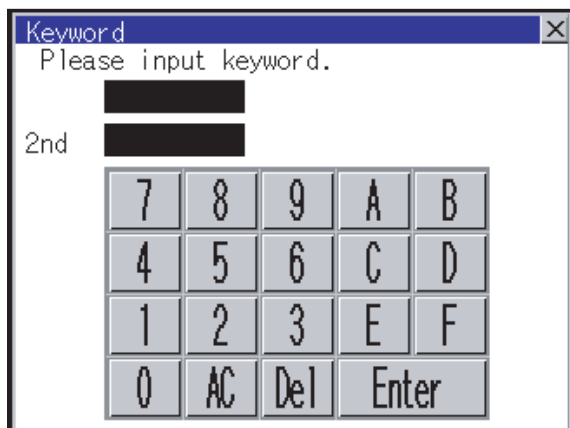 Keyword
Please input keyword.
2nd
7 8 9 A B
4 5 6 C D
1 2 3 E F
0 AC Del Enter